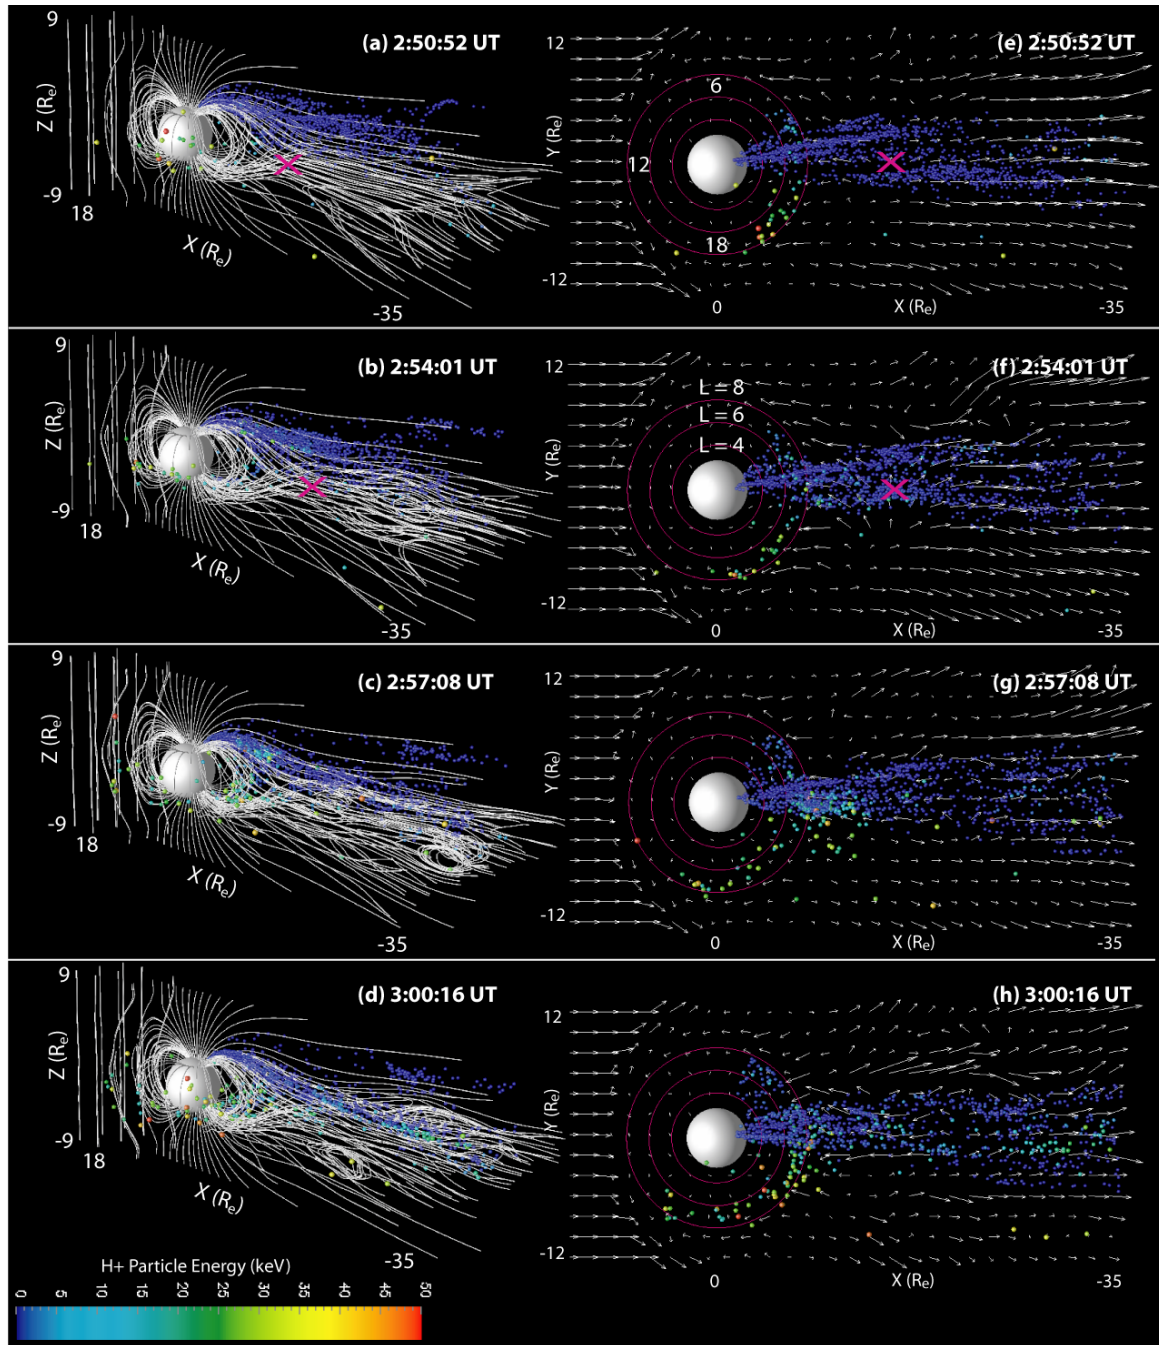 9
(a) 2:50:52 UT
Z (Rₑ)
-9
18
X (Rₑ)
-35
12
(e) 2:50:52 UT
6
Y (Rₑ)
12
18
-12
0
X (Rₑ)
-35
9
(b) 2:54:01 UT
Z (Rₑ)
-9
18
X (Rₑ)
-35
12
(f) 2:54:01 UT
L = 8
L = 6
L = 4
Y (Rₑ)
-12
0
X (Rₑ)
-35
9
(c) 2:57:08 UT
Z (Rₑ)
-9
18
X (Rₑ)
-35
12
(g) 2:57:08 UT
Y (Rₑ)
-12
0
X (Rₑ)
-35
9
(d) 3:00:16 UT
Z (Rₑ)
-9
18
X (Rₑ)
-35
12
(h) 3:00:16 UT
Y (Rₑ)
-12
0
X (Rₑ)
-35
H+ Particle Energy (keV)
0 5 10 15 20 25 30 35 40 45 50